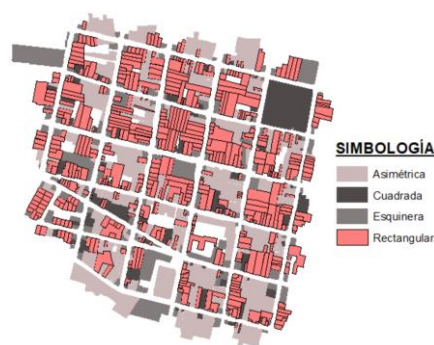 SIMBOLOGÍA
Asimétrica
Cuadrada
Esquinera
Rectangular